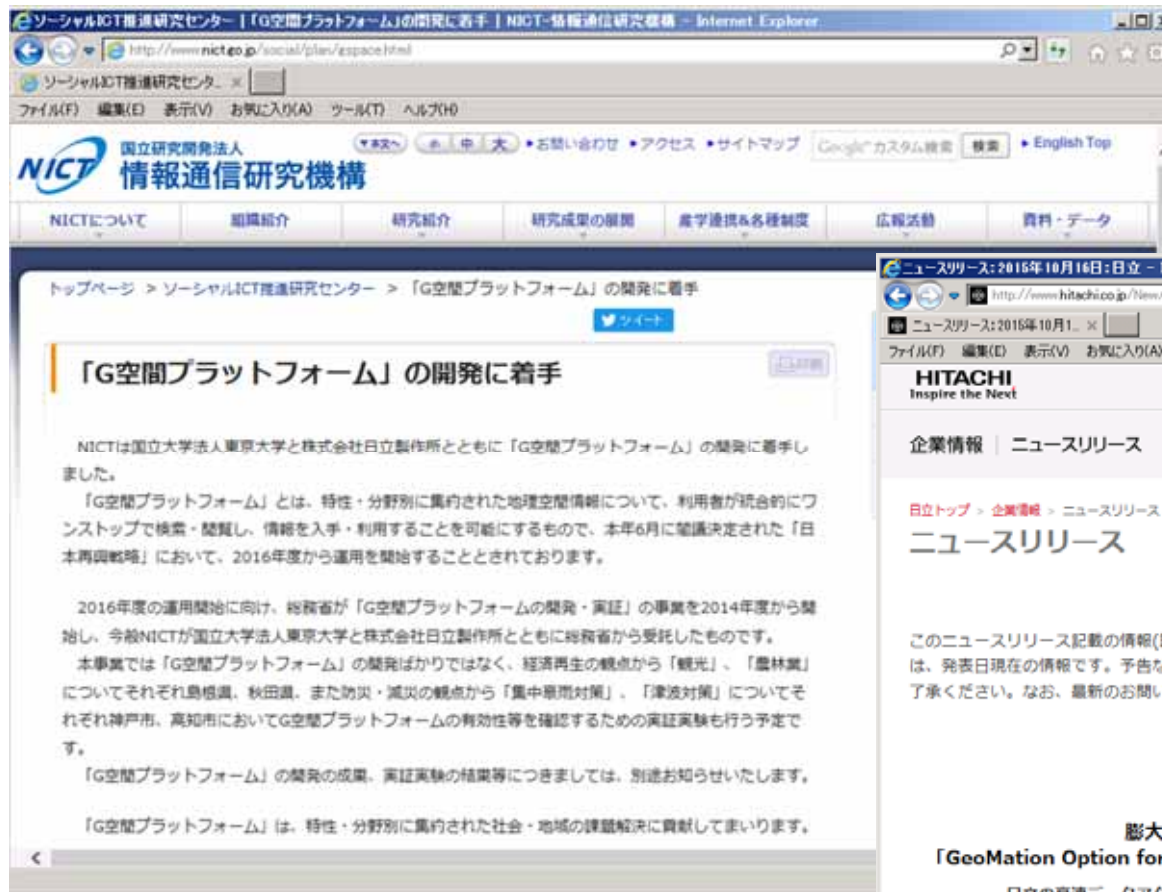 ソーシャルICT推進研究センター | 「G空間プラットフォーム」の開発に着手 | NICT-情報通信研究機構 - Internet Explorer
http://www.nict.go.jp/social/plan/gspace.html
ソーシャルICT推進研究センタ...
ファイル(F) 編集(E) 表示(V) お気に入り(A) ツール(T) ヘルプ(H)
NICT 国立研究開発法人
情報通信研究機構
▼本文へ 小 中 大 お問い合わせ アクセス サイトマップ Google カスタム検索 検索 English Top
NICTについて 組織紹介 研究紹介 研究成果の展開 産学連携&各種制度 広報活動 資料・データ
トップページ > ソーシャルICT推進研究センター > 「G空間プラットフォーム」の開発に着手
ツイート
「G空間プラットフォーム」の開発に着手
印刷
NICTは国立大学法人東京大学と株式会社日立製作所とともに「G空間プラットフォーム」の開発に着手し
ました。
「G空間プラットフォーム」とは、特性・分野別に集約された地理空間情報について、利用者が統合的にワ
ンストップで検索・閲覧し、情報を入手・利用することを可能にするもので、本年6月に閣議決定された「日
本再興戦略」において、2016年度から運用を開始することとされております。
2016年度の運用開始に向け、総務省が「G空間プラットフォームの開発・実証」の事業を2014年度から開
始し、今般NICTが国立大学法人東京大学と株式会社日立製作所とともに総務省から受託したものです。
本事業では「G空間プラットフォーム」の開発ばかりではなく、経済再生の観点から「観光」、「農林業」
についてそれぞれ島根県、秋田県、また防災・減災の観点から「集中豪雨対策」、「津波対策」についてそ
れぞれ神戸市、高知市においてG空間プラットフォームの有効性等を確認するための実証実験も行う予定で
す。
「G空間プラットフォーム」の開発の成果、実証実験の結果等につきましては、別途お知らせいたします。
「G空間プラットフォーム」は、特性・分野別に集約された社会・地域の課題解決に貢献してまいります。
ニュースリリース:2015年10月16日:日立 -
http://www.hitachi.co.jp/New
ニュースリリース:2015年10月1...
ファイル(F) 編集(E) 表示(V) お気に入り(A)
HITACHI
Inspire the Next
企業情報 ニュースリリース
日立トップ > 企業情報 > ニュースリリース
ニュースリリース
このニュースリリース記載の情報(
は、発表日現在の情報です。予告な
了承ください。なお、最新のお問い
膨大
「GeoMation Option for